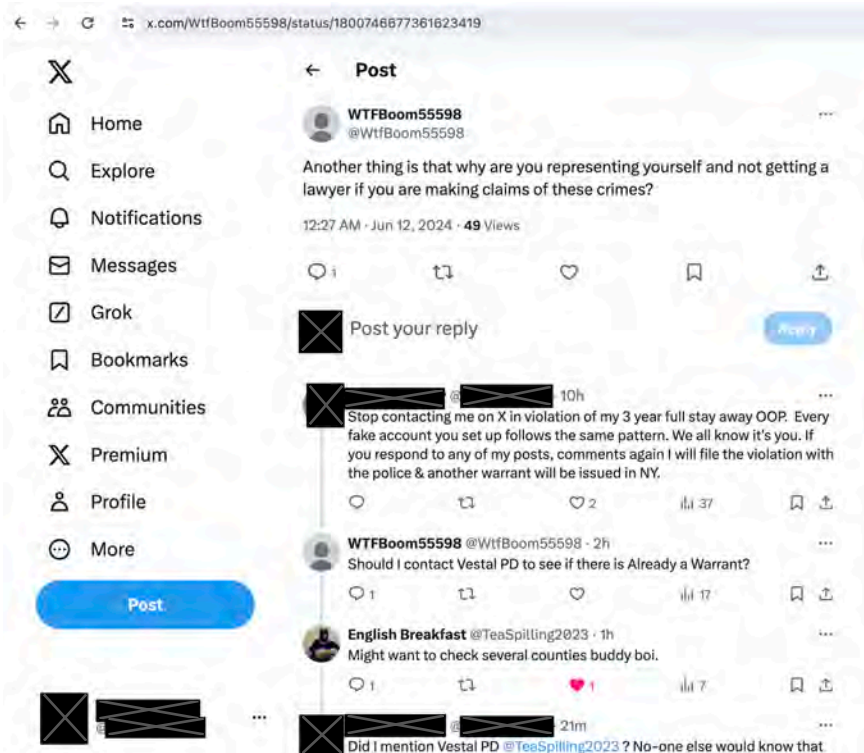 x.com/WtfBoom55598/status/1800746677361623419
Post
Home
Explore
Notifications
Messages
Grok
Bookmarks
Communities
Premium
Profile
More
Post
WTFBoom55598
@WtfBoom55598
Another thing is that why are you representing yourself and not getting a
lawyer if you are making claims of these crimes?
12:27 AM · Jun 12, 2024 · 49 Views
1
Post your reply
Reply
@ · 10h
Stop contacting me on X in violation of my 3 year full stay away OOP. Every
fake account you set up follows the same pattern. We all know it's you. If
you respond to any of my posts, comments again I will file the violation with
the police & another warrant will be issued in NY.
2 37
WTFBoom55598 @WtfBoom55598 · 2h
Should I contact Vestal PD to see if there is Already a Warrant?
1 17
English Breakfast @TeaSpilling2023 · 1h
Might want to check several counties buddy boi.
1 1 7
@ · 21m
Did I mention Vestal PD @TeaSpilling2023 ? No-one else would know that
@